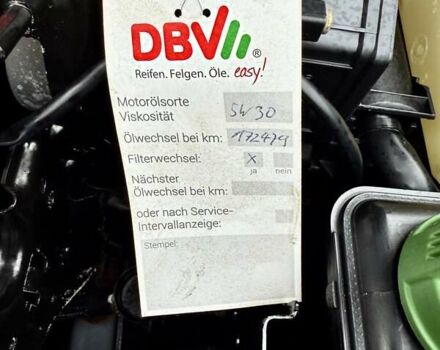 DBV®
Reifen. Felgen. Öle. easy!
Motorölsorte
Viskosität 5W30
Ölwechsel bei km: 172479
Filterwechsel: X
ja nein
Nächster
Ölwechsel bei km:
oder nach Service-
Intervallanzeige:
Stempel: